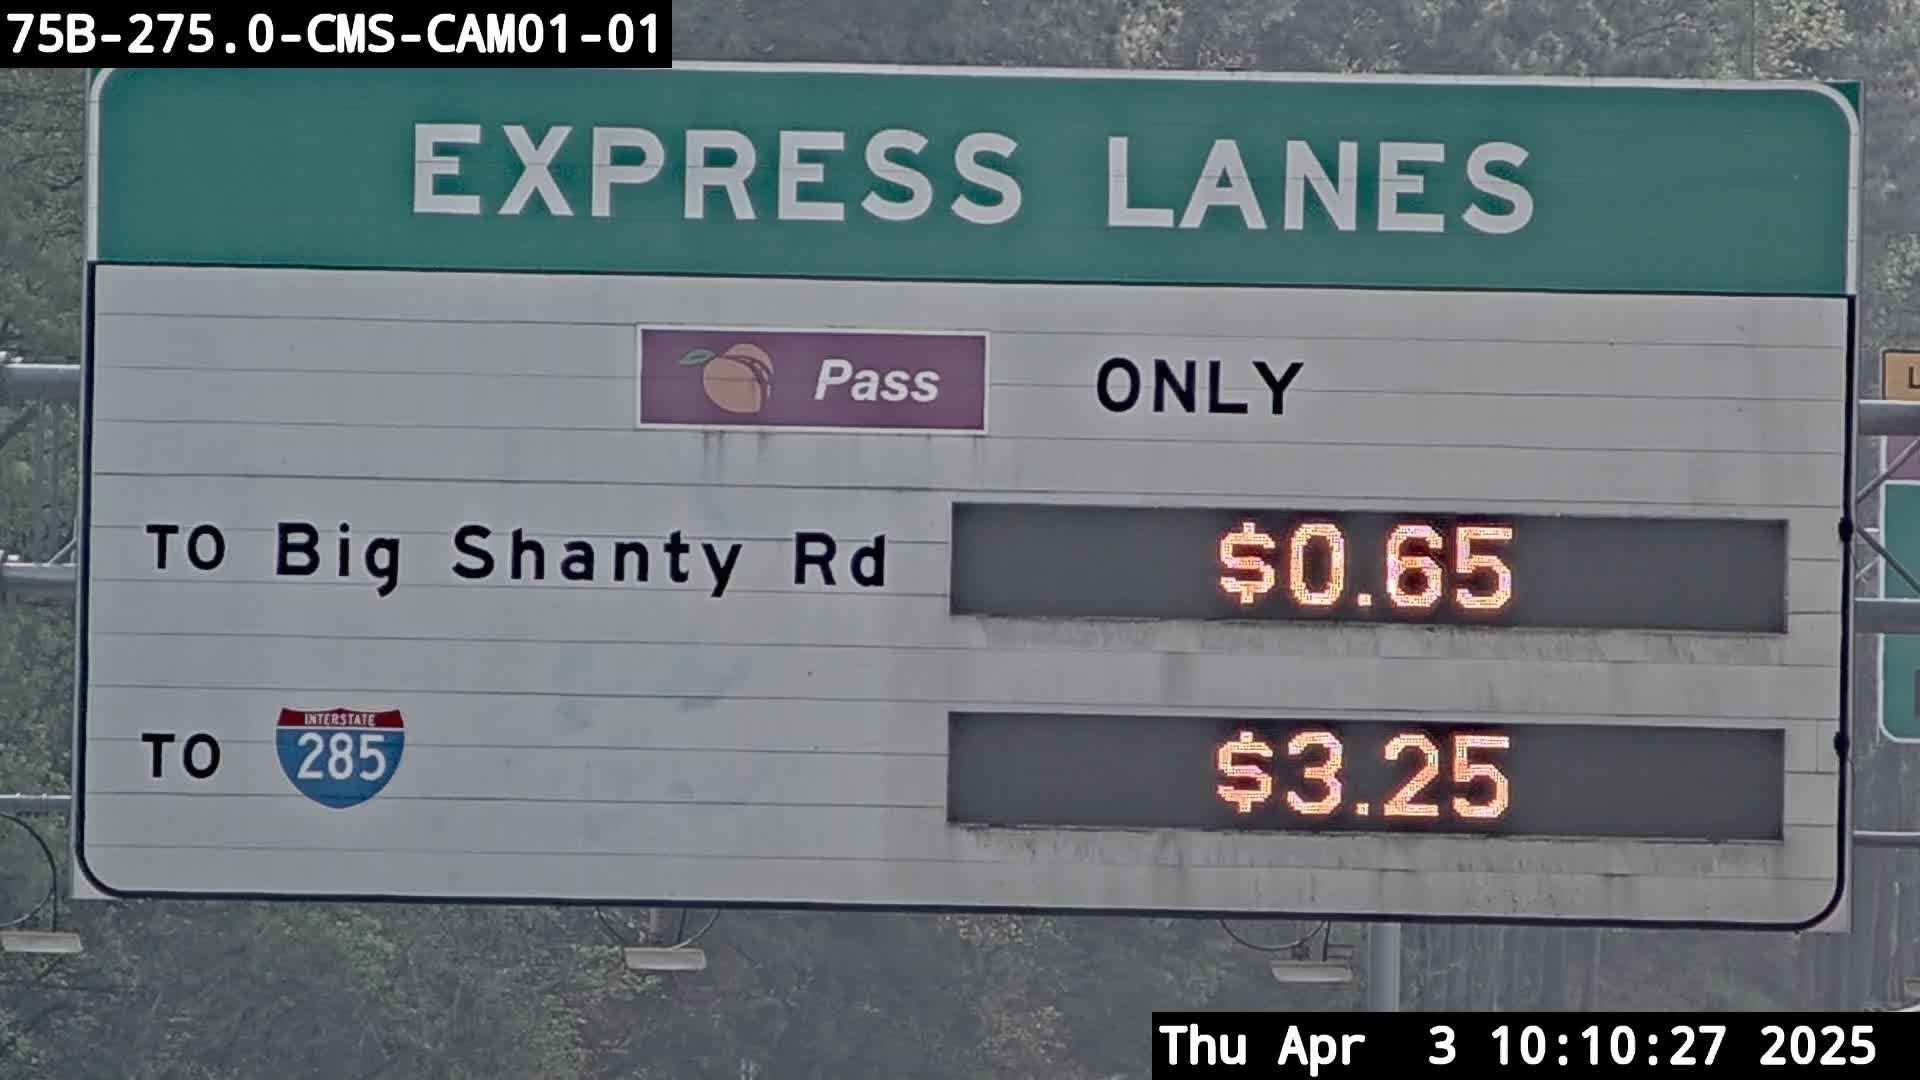 75B-275.0-CMS-CAM01-01
EXPRESS LANES
Pass ONLY
TO Big Shanty Rd $0.65
INTERSTATE
TO 285 $3.25
Thu Apr 3 10:10:27 2025